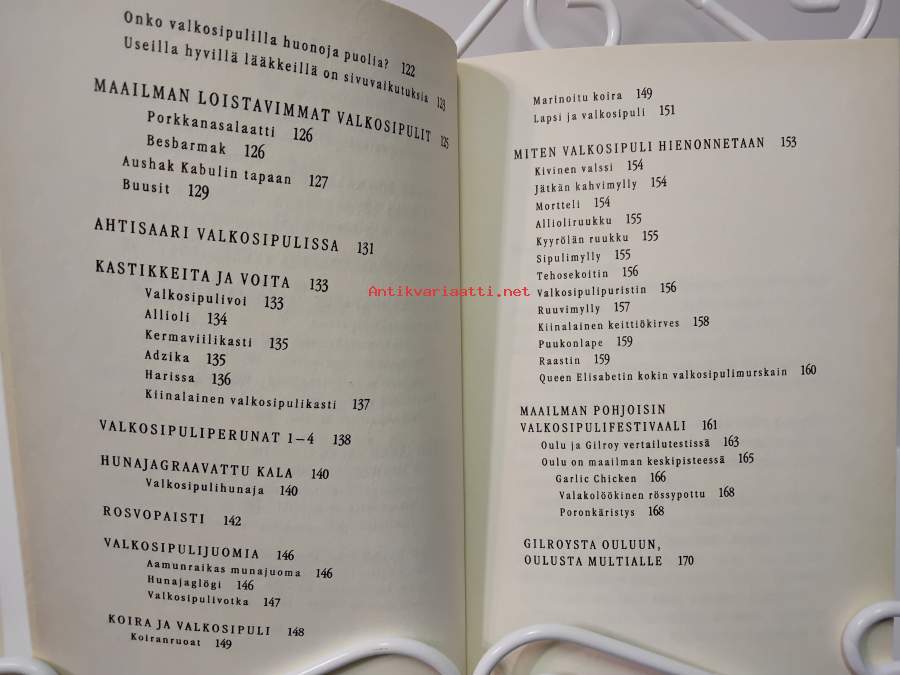 Onko valkosipulilla huonoja puolia? 122
Useilla hyvillä lääkkeillä on sivuvaikutuksia 123
MAAILMAN LOISTAVIMMAT VALKOSIPULIT 125
Porkkanasalaatti 126
Besbarmak 126
Aushak Kabulin tapaan 127
Buusit 129
AHTISAARI VALKOSIPULISSA 131
KASTIKKEITA JA VOITA 133
Valkosipulivoi 133
Allioli 134
Kermaviilikasti 135
Adzika 135
Harissa 136
Kiinalainen valkosipulikasti 137
VALKOSIPULIPERUNAT 1–4 138
HUNAJAGRAAVATTU KALA 140
Valkosipulihunaja 140
ROSVOPAISTI 142
VALKOSIPULIJUOMIA 146
Aamunraikas munajuoma 146
Hunajaglögi 146
Valkosipulivotka 147
KOIRA JA VALKOSIPULI 148
Koiranruoat 149
Marinoitu koira 149
Lapsi ja valkosipuli 151
MITEN VALKOSIPULI HIENONNETAAN 153
Kivinen valssi 154
Jätkän kahvimylly 154
Mortteli 154
Allioliruukku 155
Kyyrölän ruukku 155
Sipulimylly 155
Tehosekoitin 156
Valkosipulipuristin 156
Ruuvimylly 157
Kiinalainen keittiökirves 158
Puukonlape 159
Raastin 159
Queen Elisabetin kokin valkosipulimurskain 160
MAAILMAN POHJOISIN
VALKOSIPULIFESTIVAALI 161
Oulu ja Gilroy vertailutestissä 163
Oulu on maailman keskipisteessä 165
Garlic Chicken 166
Valakolöökinen rössypottu 168
Poronkäristys 168
GILROYSTA OULUUN,
OULUSTA MULTIALLE 170
Antikvariaatti.net